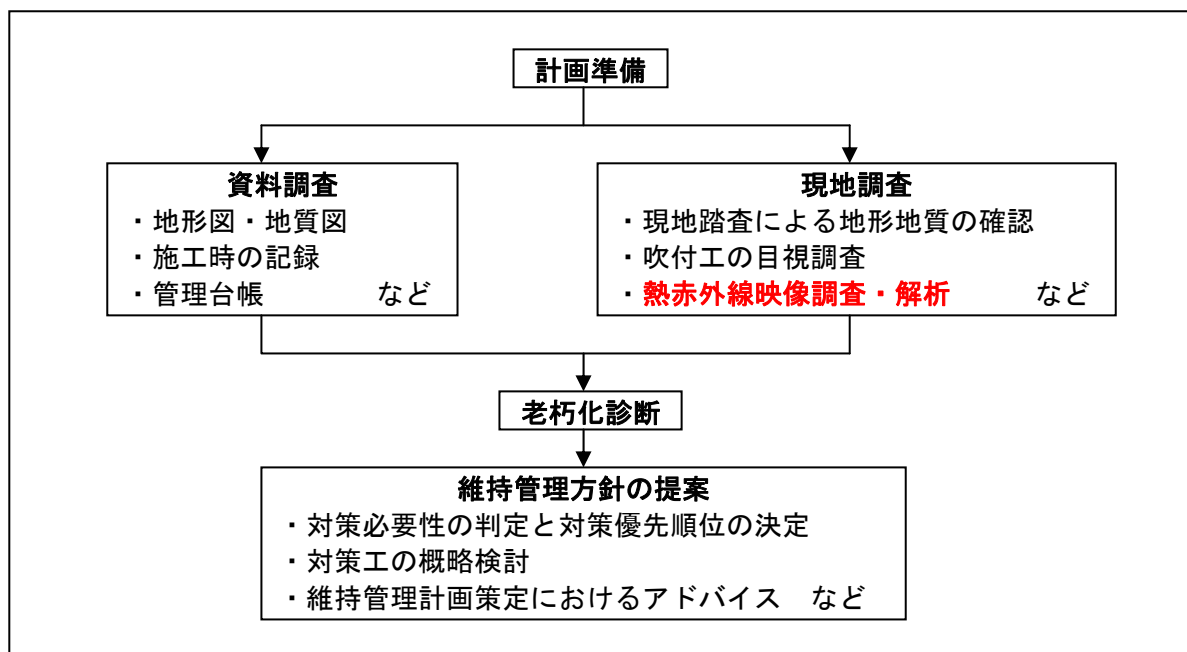 計画準備
資料調査
・地形図・地質図
・施工時の記録
・管理台帳　　　など
現地調査
・現地踏査による地形地質の確認
・吹付工の目視調査
・熱赤外線映像調査・解析　　　など
老朽化診断
維持管理方針の提案
・対策必要性の判定と対策優先順位の決定
・対策工の概略検討
・維持管理計画策定におけるアドバイス　など